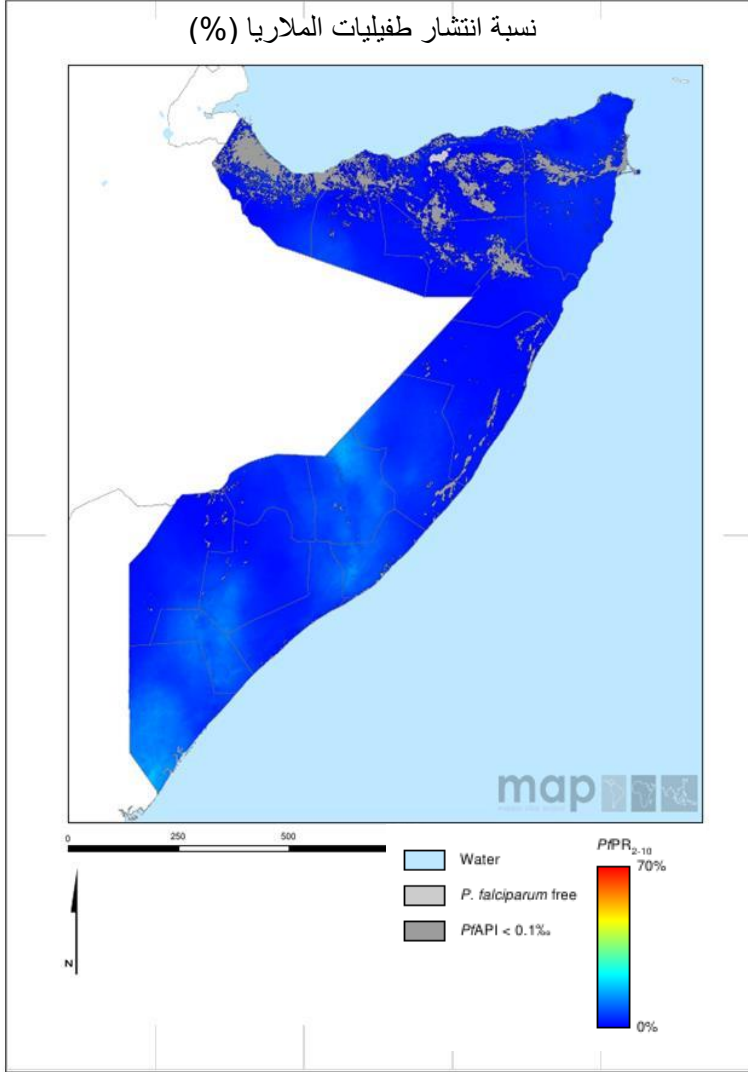 نسبة انتشار طفيليات الملاريا (%)
map
0 250 500
Water
P. falciparum free
PfAPI < 0.1‰
PfPR2-10
70%
0%
N